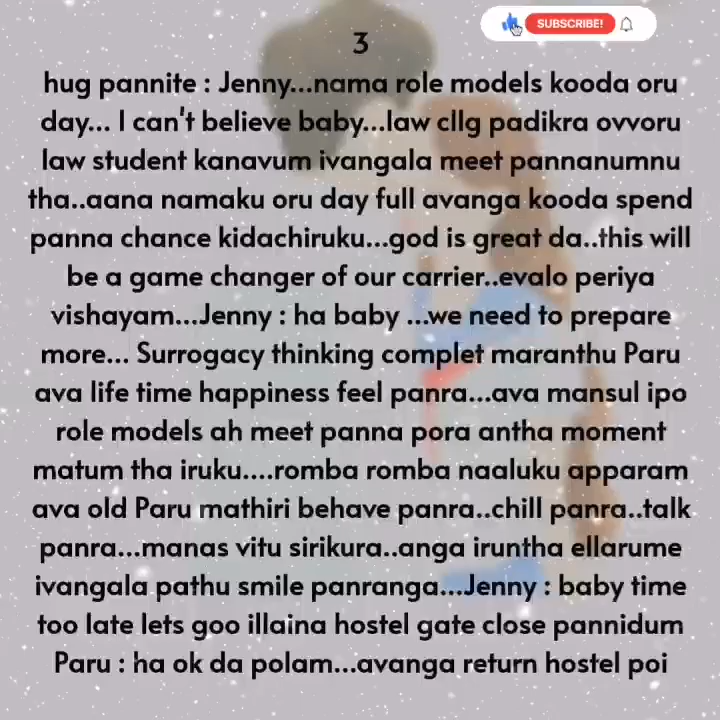 SUBSCRIBE!
3
hug pannite : Jenny...nama role models kooda oru
day... I can't believe baby...law cllg padikra ovvoru
law student kanavum ivangala meet pannanumnu
tha..aana namaku oru day full avanga kooda spend
panna chance kidachiruku...god is great da..this will
be a game changer of our carrier..evalo periya
vishayam...Jenny : ha baby ...we need to prepare
more... Surrogacy thinking complet maranthu Paru
ava life time happiness feel panra...ava mansul ipo
role models ah meet panna pora antha moment
matum tha iruku....romba romba naaluku apparam
ava old Paru mathiri behave panra..chill panra..talk
panra...manas vitu sirikura..anga iruntha ellarume
ivangala pathu smile panranga...Jenny : baby time
too late lets goo illaina hostel gate close pannidum
Paru : ha ok da polam...avanga return hostel poi